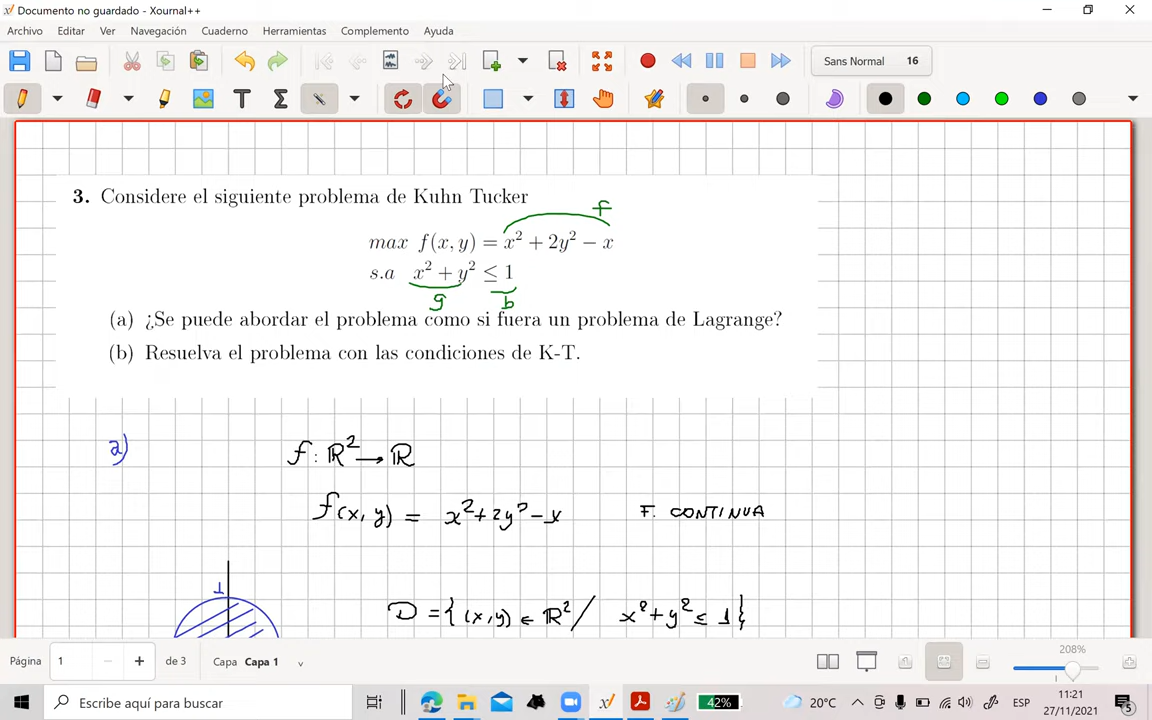 Documento no guardado - Xournal++
Archivo Editar Ver Navegación Cuaderno Herramientas Complemento Ayuda
Sans Normal 16
3. Considere el siguiente problema de Kuhn Tucker
f
max f(x, y) = x² + 2y² − x
s.a x² + y² ≤ 1
g b
(a) ¿Se puede abordar el problema como si fuera un problema de Lagrange?
(b) Resuelva el problema con las condiciones de K-T.
a) f : ℝ² → ℝ
f(x, y) = x² + 2y² − x F. CONTINUA
1
D = {(x, y) ∈ ℝ² / x² + y² ≤ 1}
Página 1 de 3 Capa Capa 1 208%
Escribe aquí para buscar 42% 20°C ESP 11:21
27/11/2021 5